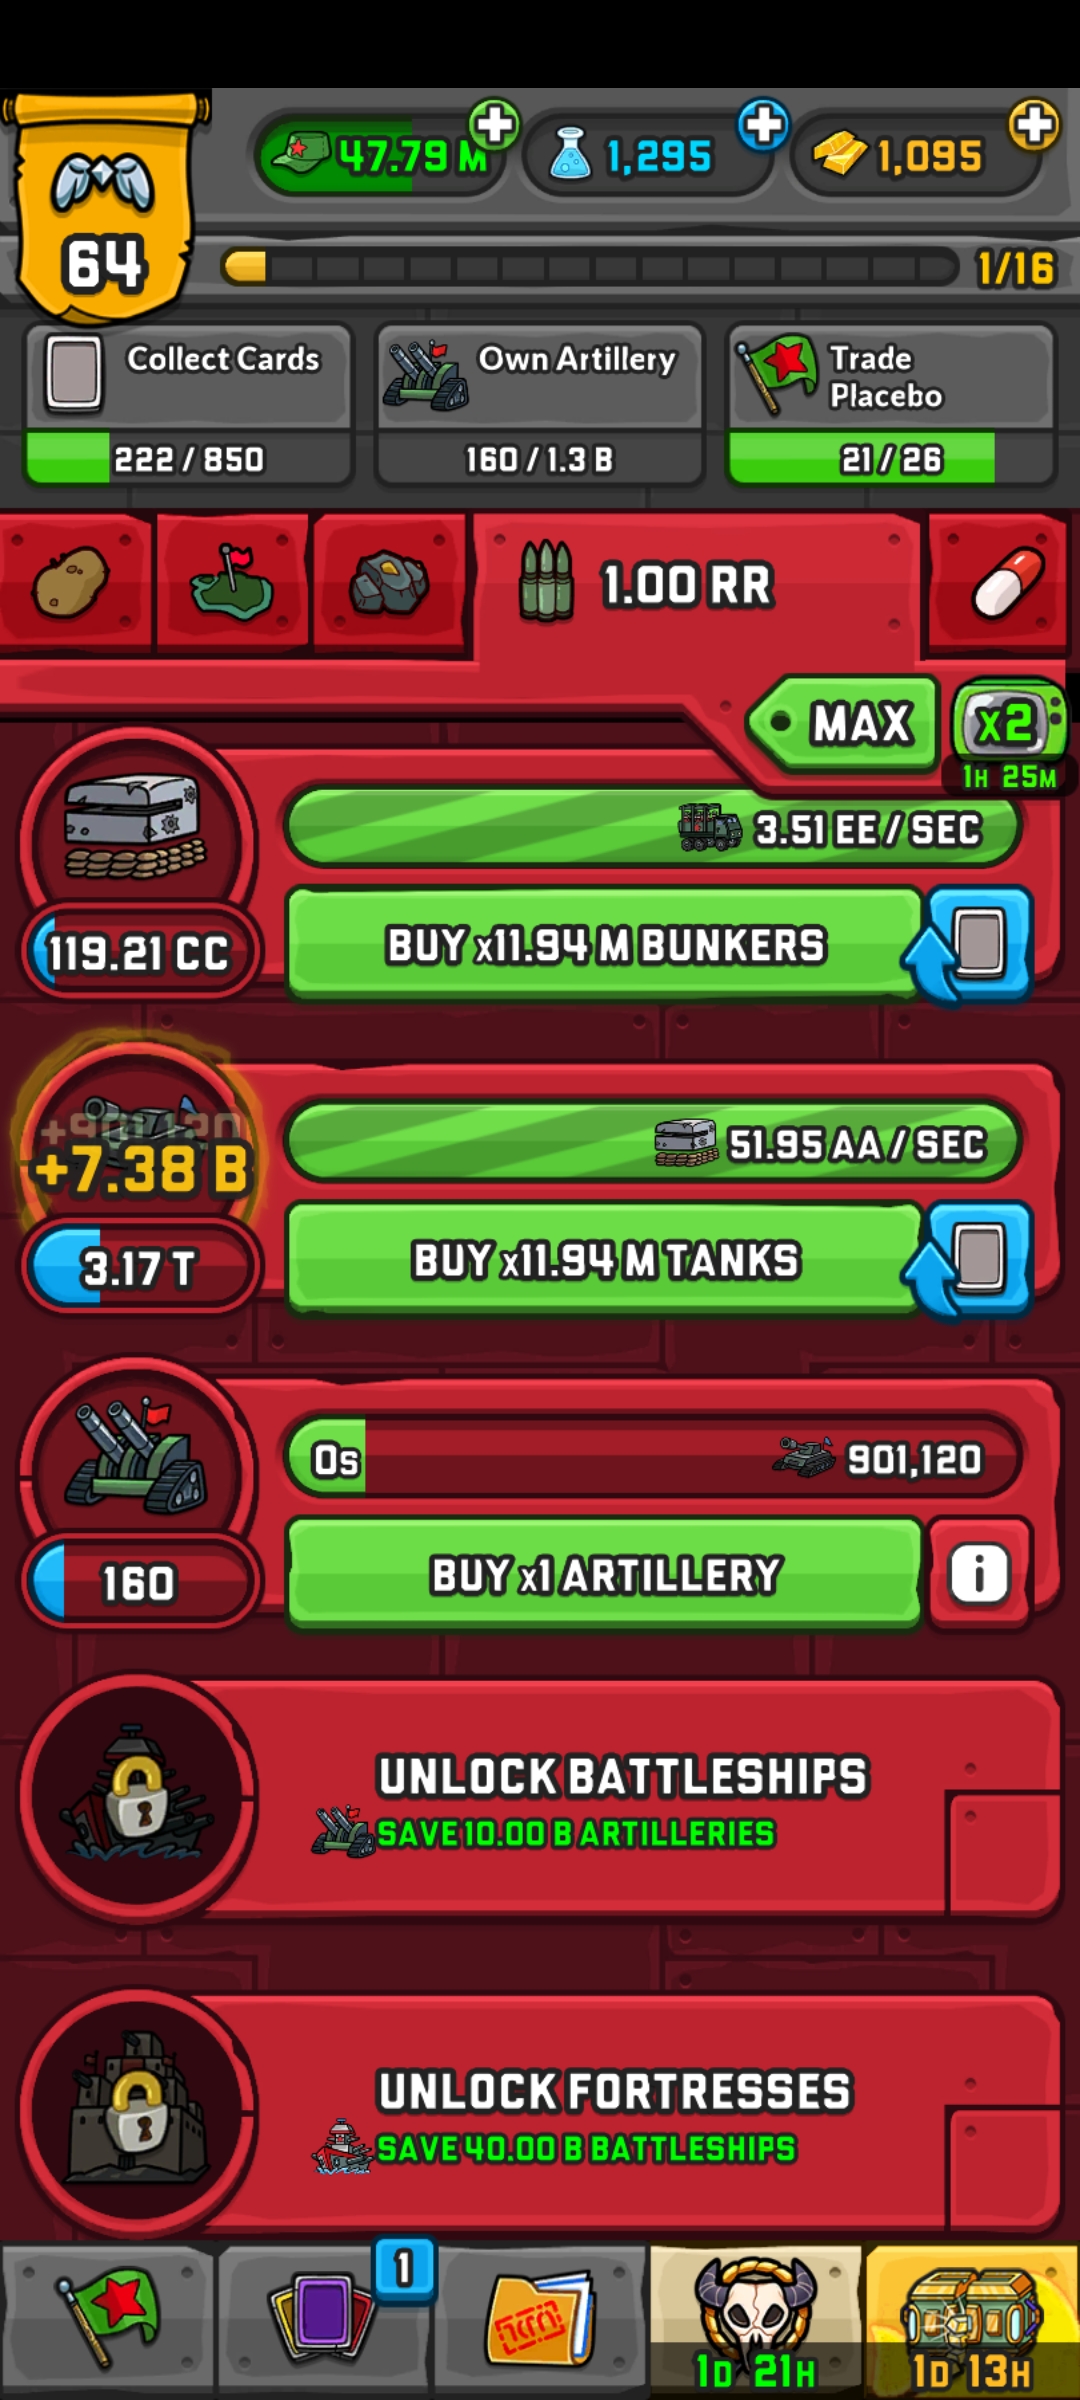 47.79 M
1,295
1,095
64
1/16
Collect Cards
222 / 850
Own Artillery
160 / 1.3 B
Trade
Placebo
21 / 26
1.00 RR
MAX
x2
1H 25M
3.51 EE / SEC
119.21 CC
BUY x11.94 M BUNKERS
+901,120
+7.38 B
51.95 AA / SEC
3.17 T
BUY x11.94 M TANKS
0s
901,120
160
BUY x1 ARTILLERY
i
UNLOCK BATTLESHIPS
SAVE 10.00 B ARTILLERIES
UNLOCK FORTRESSES
SAVE 40.00 B BATTLESHIPS
1
1D 21H
1D 13H